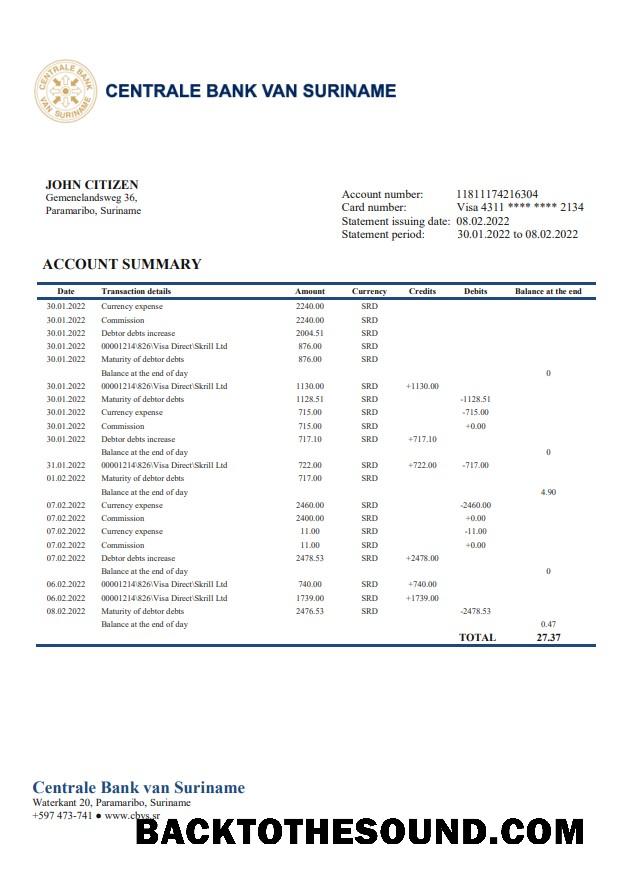 CENTRALE BANK
VAN SURINAME
CENTRALE BANK VAN SURINAME
JOHN CITIZEN
Gemenelandsweg 36,
Paramaribo, Suriname
Account number: 11811174216304
Card number: Visa 4311 **** **** 2134
Statement issuing date: 08.02.2022
Statement period: 30.01.2022 to 08.02.2022
ACCOUNT SUMMARY
Date Transaction details Amount Currency Credits Debits Balance at the end
30.01.2022 Currency expense 2240.00 SRD
30.01.2022 Commission 2240.00 SRD
30.01.2022 Debtor debts increase 2004.51 SRD
30.01.2022 00001214\826\Visa Direct\Skrill Ltd 876.00 SRD
30.01.2022 Maturity of debtor debts 876.00 SRD
Balance at the end of day 0
30.01.2022 00001214\826\Visa Direct\Skrill Ltd 1130.00 SRD +1130.00
30.01.2022 Maturity of debtor debts 1128.51 SRD -1128.51
30.01.2022 Currency expense 715.00 SRD -715.00
30.01.2022 Commission 715.00 SRD +0.00
30.01.2022 Debtor debts increase 717.10 SRD +717.10
Balance at the end of day 0
31.01.2022 00001214\826\Visa Direct\Skrill Ltd 722.00 SRD +722.00 -717.00
01.02.2022 Maturity of debtor debts 717.00 SRD
Balance at the end of day 4.90
07.02.2022 Currency expense 2460.00 SRD -2460.00
07.02.2022 Commission 2400.00 SRD +0.00
07.02.2022 Currency expense 11.00 SRD -11.00
07.02.2022 Commission 11.00 SRD +0.00
07.02.2022 Debtor debts increase 2478.53 SRD +2478.00
Balance at the end of day 0
06.02.2022 00001214\826\Visa Direct\Skrill Ltd 740.00 SRD +740.00
06.02.2022 00001214\826\Visa Direct\Skrill Ltd 1739.00 SRD +1739.00
08.02.2022 Maturity of debtor debts 2476.53 SRD -2478.53
Balance at the end of day 0.47
TOTAL 27.37
Centrale Bank van Suriname
Waterkant 20, Paramaribo, Suriname
+597 473-741 ● www.cbvs.sr
BACKTOTHESOUND.COM